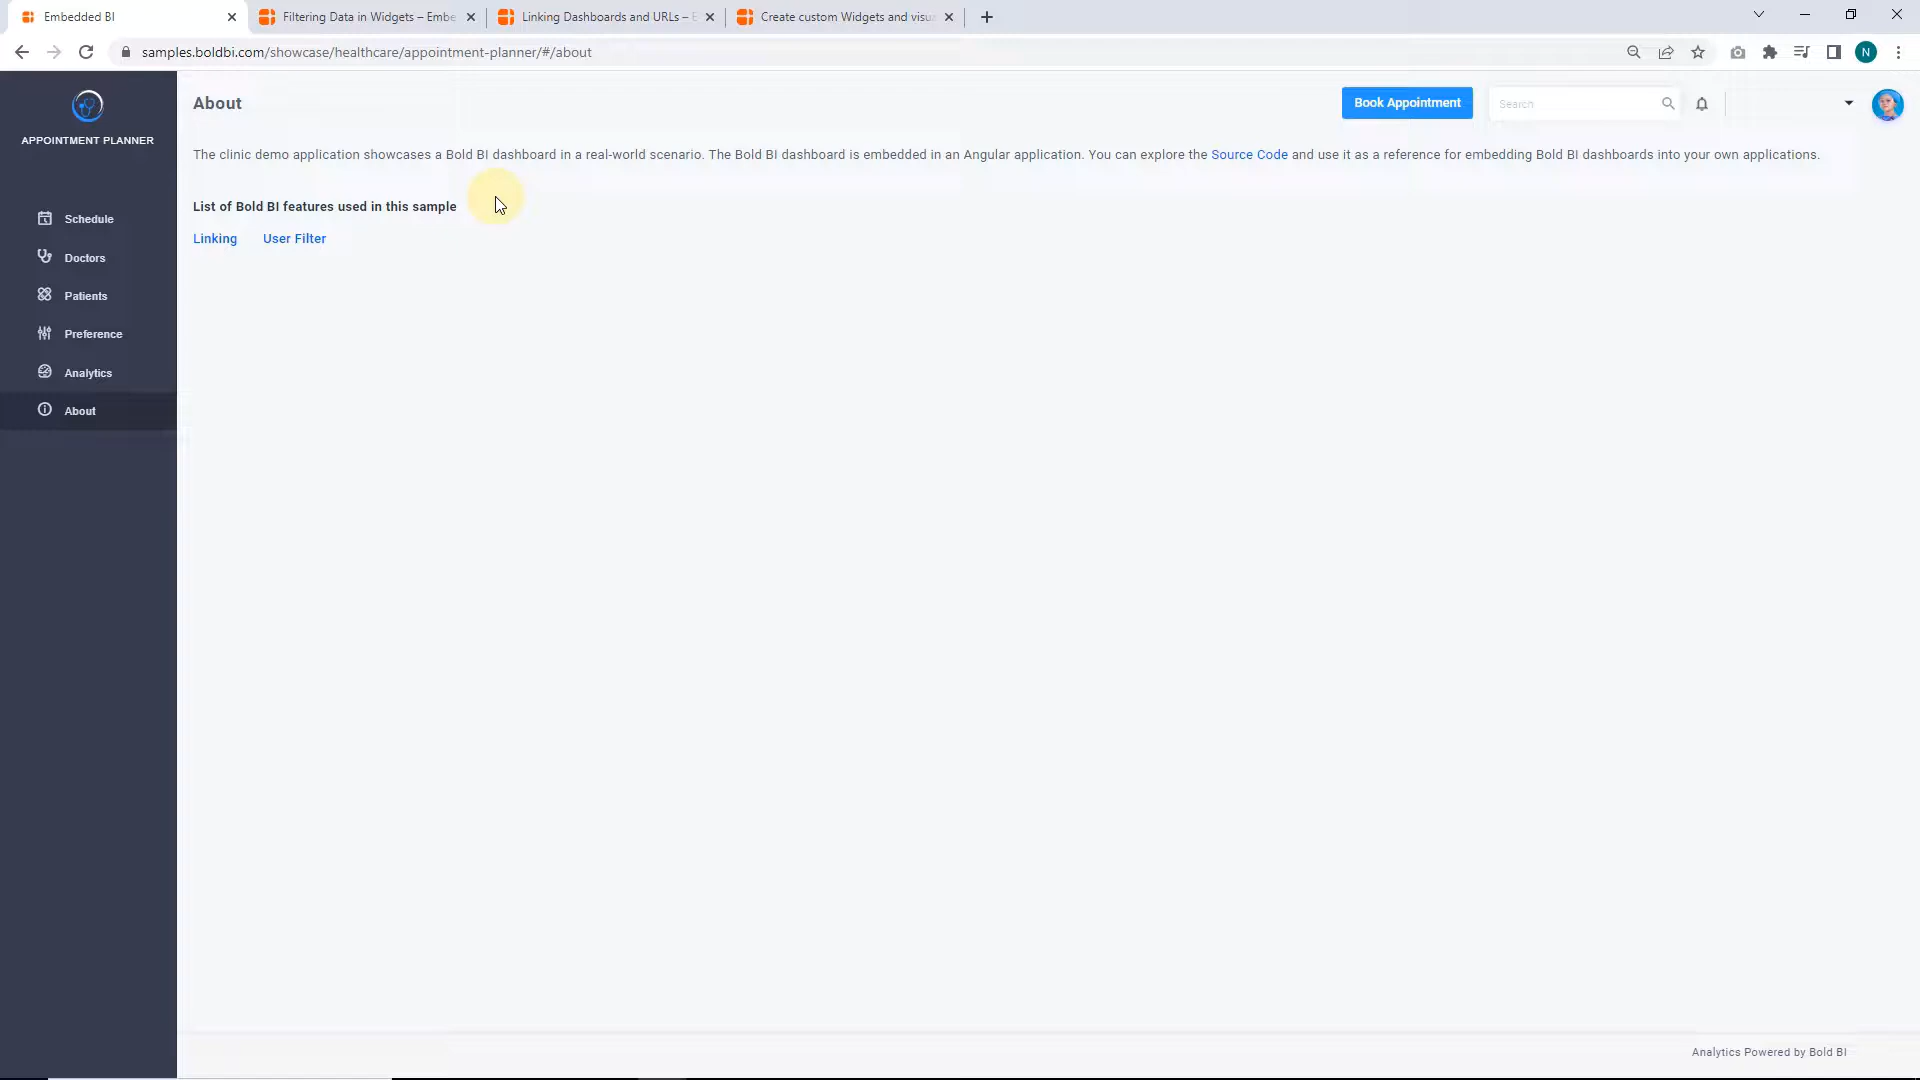 Embedded BI
Filtering Data in Widgets – Embe
Linking Dashboards and URLs – E
Create custom Widgets and visua
samples.boldbi.com/showcase/healthcare/appointment-planner/#/about
N
APPOINTMENT PLANNER
Schedule
Doctors
Patients
Preference
Analytics
About
About
Book Appointment
Search
The clinic demo application showcases a Bold BI dashboard in a real-world scenario. The Bold BI dashboard is embedded in an Angular application. You can explore the Source Code and use it as a reference for embedding Bold BI dashboards into your own applications.
List of Bold BI features used in this sample
Linking User Filter
Analytics Powered by Bold BI